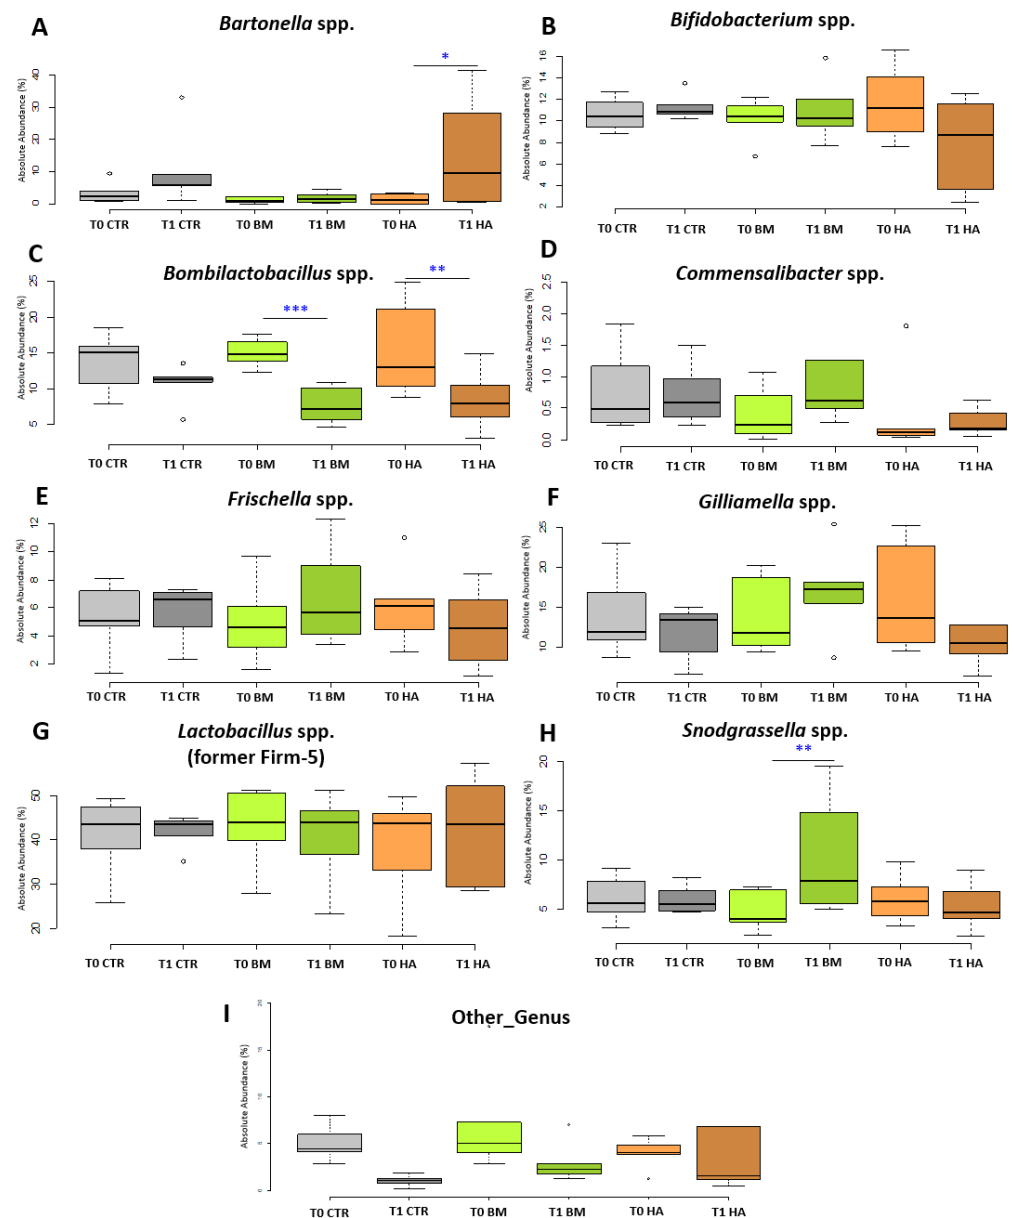 A
Bartonella spp.
*
Absolute Abundance (%)
0 10 20 30 40
T0 CTR T1 CTR T0 BM T1 BM T0 HA T1 HA
B
Bifidobacterium spp.
Absolute Abundance (%)
2 4 6 8 10 12 14 16
T0 CTR T1 CTR T0 BM T1 BM T0 HA T1 HA
C
Bombilactobacillus spp.
*** **
Absolute Abundance (%)
5 10 15 20 25
T0 CTR T1 CTR T0 BM T1 BM T0 HA T1 HA
D
Commensalibacter spp.
Absolute Abundance (%)
0.0 0.5 1.0 1.5 2.0 2.5
T0 CTR T1 CTR T0 BM T1 BM T0 HA T1 HA
E
Frischella spp.
Absolute Abundance (%)
2 4 6 8 10 12
T0 CTR T1 CTR T0 BM T1 BM T0 HA T1 HA
F
Gilliamella spp.
Absolute Abundance (%)
10 15 20 25
T0 CTR T1 CTR T0 BM T1 BM T0 HA T1 HA
G
Lactobacillus spp.
(former Firm-5)
Absolute Abundance (%)
20 30 40 50
T0 CTR T1 CTR T0 BM T1 BM T0 HA T1 HA
H
Snodgrassella spp.
**
Absolute Abundance (%)
5 10 15 20
T0 CTR T1 CTR T0 BM T1 BM T0 HA T1 HA
I
Other_Genus
Absolute Abundance (%)
0 5 10 15 20
T0 CTR T1 CTR T0 BM T1 BM T0 HA T1 HA